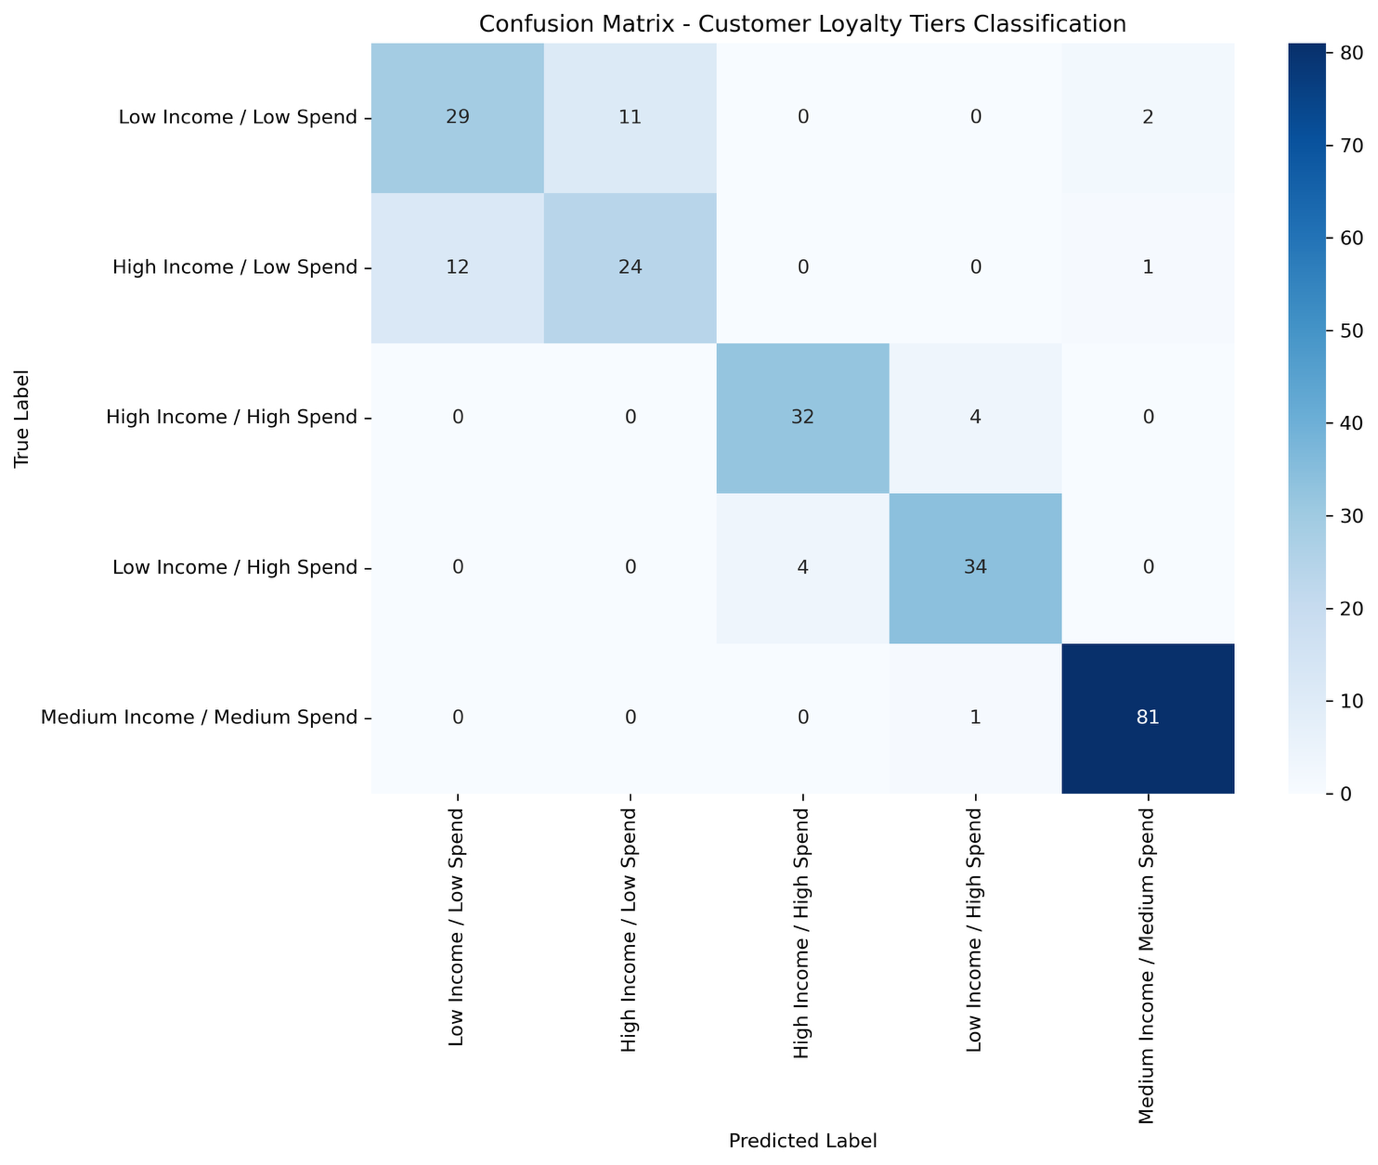 Confusion Matrix - Customer Loyalty Tiers Classification
True Label
Low Income / Low Spend 29 11 0 0 2
High Income / Low Spend 12 24 0 0 1
High Income / High Spend 0 0 32 4 0
Low Income / High Spend 0 0 4 34 0
Medium Income / Medium Spend 0 0 0 1 81
80
70
60
50
40
30
20
10
0
Low Income / Low Spend
High Income / Low Spend
High Income / High Spend
Low Income / High Spend
Medium Income / Medium Spend
Predicted Label